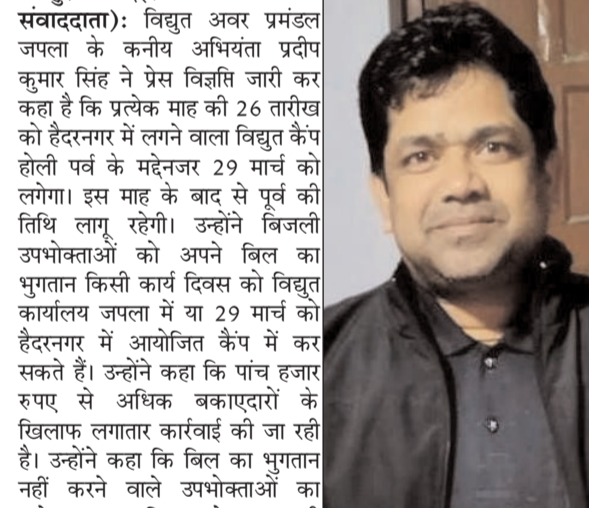 संवाददाता): विद्युत अवर प्रमंडल
जपला के कनीय अभियंता प्रदीप
कुमार सिंह ने प्रेस विज्ञप्ति जारी कर
कहा है कि प्रत्येक माह की 26 तारीख
को हैदरनगर में लगने वाला विद्युत कैंप
होली पर्व के मद्देनजर 29 मार्च को
लगेगा। इस माह के बाद से पूर्व की
तिथि लागू रहेगी। उन्होंने बिजली
उपभोक्ताओं को अपने बिल का
भुगतान किसी कार्य दिवस को विद्युत
कार्यालय जपला में या 29 मार्च को
हैदरनगर में आयोजित कैंप में कर
सकते हैं। उन्होंने कहा कि पांच हजार
रुपए से अधिक बकाएदारों के
खिलाफ लगातार कार्रवाई की जा रही
है। उन्होंने कहा कि बिल का भुगतान
नहीं करने वाले उपभोक्ताओं का